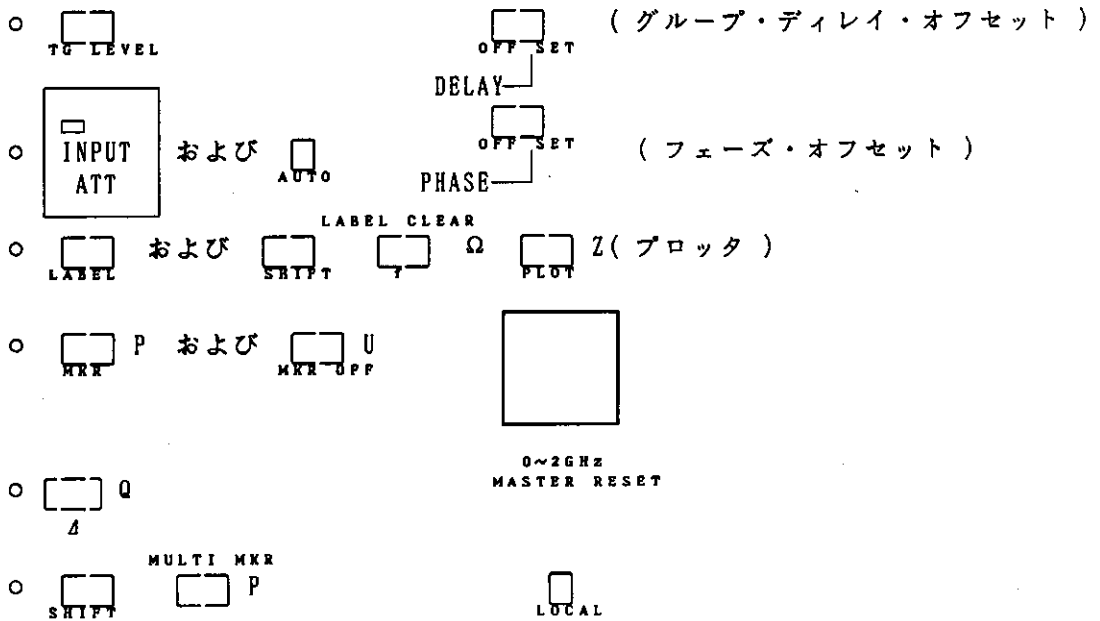 ○ TG LEVEL
OFF SET (グループ・ディレイ・オフセット)
DELAY
○ INPUT ATT および AUTO
OFF SET (フェーズ・オフセット)
PHASE
LABEL CLEAR
○ LABEL および SHIFT Ω PLOT Z(プロッタ)
○ MKR P および MKR OFF U
0~2GHz
MASTER RESET
○ Q
Δ
MULTI MKR
○ SHIFT P
LOCAL